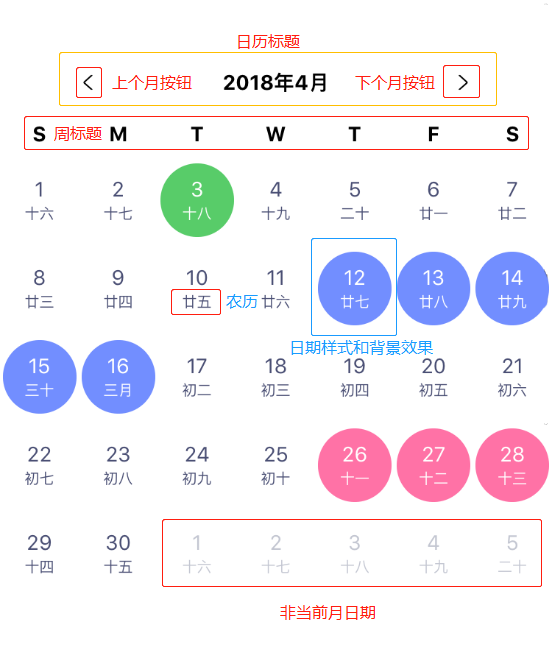 日历标题
上个月按钮 2018年4月 下个月按钮
S 周标题 M T W T F S
1 2 3 4 5 6 7
十六 十七 十八 十九 二十 廿一 廿二
8 9 10 11 12 13 14
廿三 廿四 廿五 农历 廿六 廿七 廿八 廿九
日期样式和背景效果
15 16 17 18 19 20 21
三十 三月 初二 初三 初四 初五 初六
22 23 24 25 26 27 28
初七 初八 初九 初十 十一 十二 十三
29 30 1 2 3 4 5
十四 十五 十六 十七 十八 十九 二十
非当前月日期